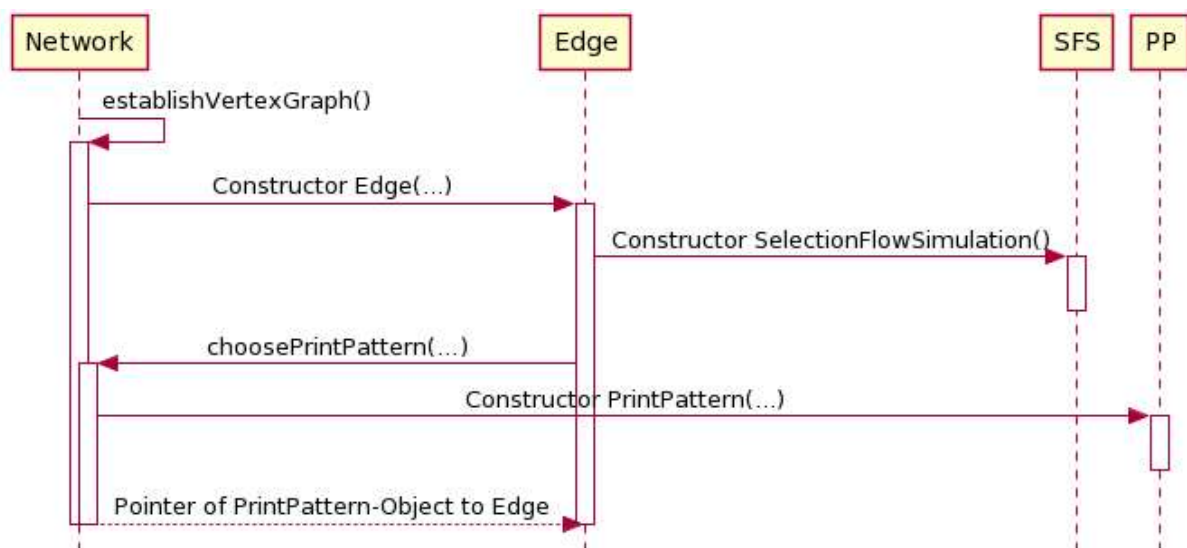 Network
Edge
SFS
PP
establishVertexGraph()
Constructor Edge(...)
Constructor SelectionFlowSimulation()
choosePrintPattern(...)
Constructor PrintPattern(...)
Pointer of PrintPattern-Object to Edge